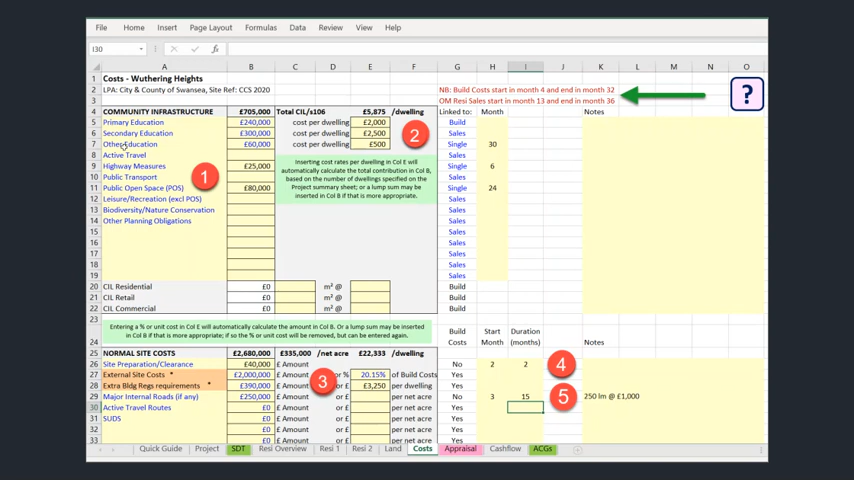 File Home Insert Page Layout Formulas Data Review View Help
I30 fx
A B C D E F G H I J K L M N O
1 Costs - Wuthering Heights
2 LPA: City & County of Swansea, Site Ref: CCS 2020 NB: Build Costs start in month 4 and end in month 32
3 OM Resi Sales start in month 13 and end in month 36
?
4 COMMUNITY INFRASTRUCTURE £705,000 Total CIL/s106 £5,875 /dwelling Linked to: Month Notes
5 Primary Education £240,000 cost per dwelling £2,000 Build
6 Secondary Education £300,000 cost per dwelling £2,500 Sales
2
7 Other Education £60,000 cost per dwelling £500 Single 30
8 Active Travel Sales
9 Highway Measures £25,000 Single 6
10 Public Transport Sales
1
11 Public Open Space (POS) £80,000 Single 24
12 Leisure/Recreation (excl POS) Sales
13 Biodiversity/Nature Conservation Sales
14 Other Planning Obligations Sales
Inserting cost rates per dwelling in Col E will
automatically calculate the total contribution in Col B,
based on the number of dwellings specified on the
Project summary sheet; or a lump sum may be
inserted in Col B if that is more appropriate.
15 Sales
16 Sales
17 Sales
18 Sales
19 Sales
20 CIL Residential £0 m² @ Build
21 CIL Retail £0 m² @ Build
22 CIL Commercial £0 m² @ Build
23
Entering a % or unit cost in Col E will automatically calculate the amount in Col B. Or a lump sum may be inserted
in Col B if that is more appropriate; if so the % or unit cost will be removed, but can be entered again.
Build Start Duration
24 Costs Month (months) Notes
25 NORMAL SITE COSTS £2,680,000 £335,000 /net acre £22,333 /dwelling
26 Site Preparation/Clearance £40,000 £ Amount No 2 2
4
27 External Site Costs * £2,000,000 £ Amount or % 20.15% of Build Costs Yes
3
28 Extra Bldg Regs requirements * £390,000 £ Amount or £ £3,250 per dwelling Yes
29 Major Internal Roads (if any) £250,000 £ Amount or £ per net acre No 3 15 250 lm @ £1,000
5
30 Active Travel Routes £0 £ Amount or £ per net acre Yes
31 SUDS £0 £ Amount or £ per net acre Yes
32 £0 £ Amount or £ per net acre Yes
33 £0 £ Amount or £ per net acre Yes
Quick Guide Project SDT Resi Overview Resi 1 Resi 2 Land Costs Appraisal Cashflow ACGs